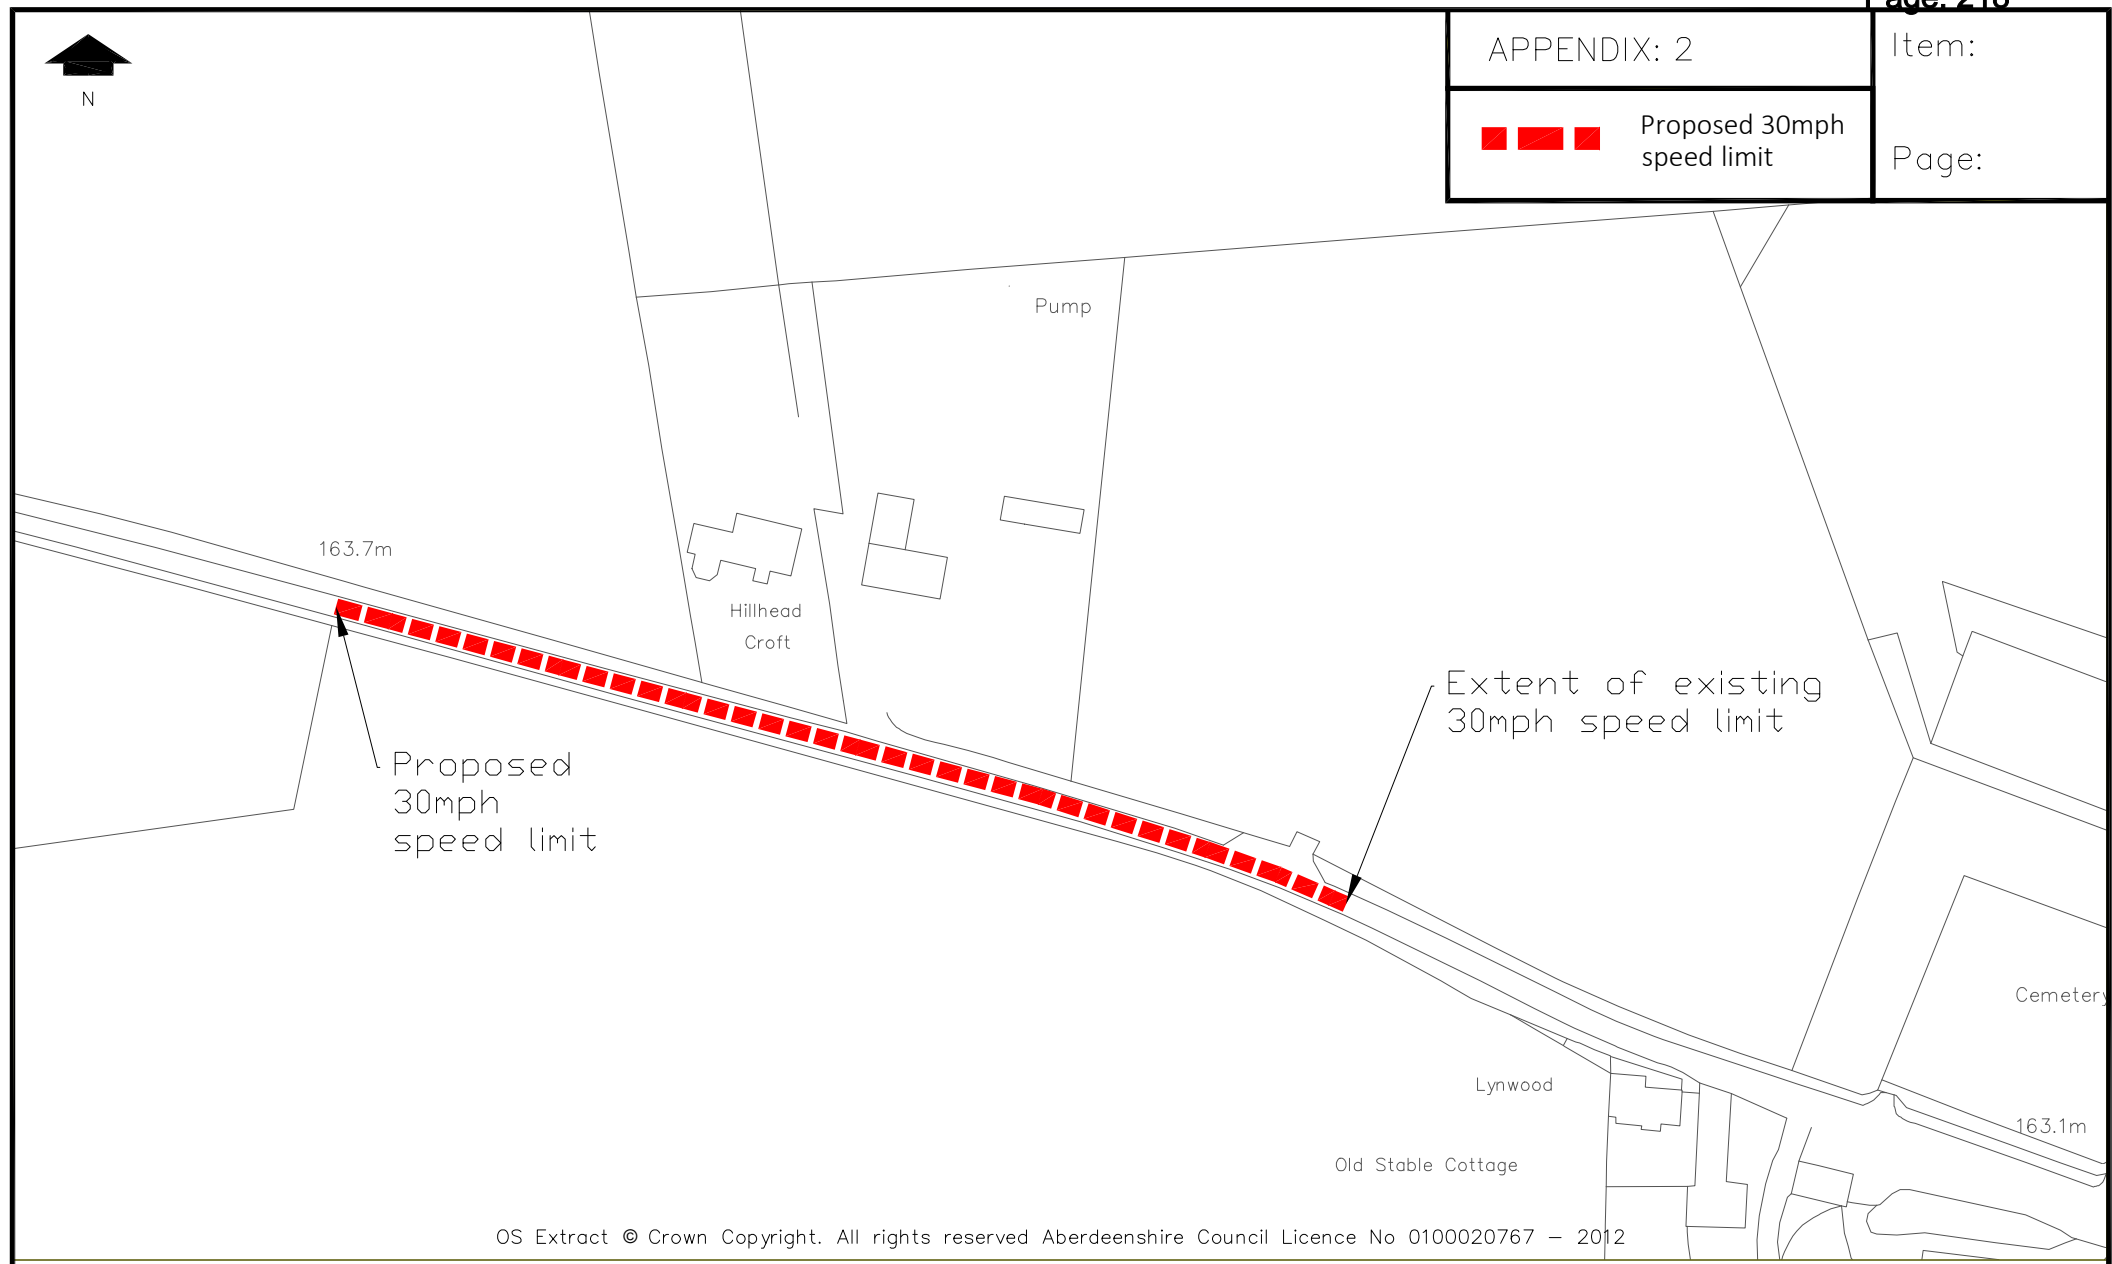 N
APPENDIX: 2
Item:
Proposed 30mph
speed limit
Page:
Pump
163.7m
Hillhead
Croft
Extent of existing
30mph speed limit
Proposed
30mph
speed limit
Cemetery
Lynwood
163.1m
Old Stable Cottage
OS Extract © Crown Copyright. All rights reserved Aberdeenshire Council Licence No 0100020767 – 2012